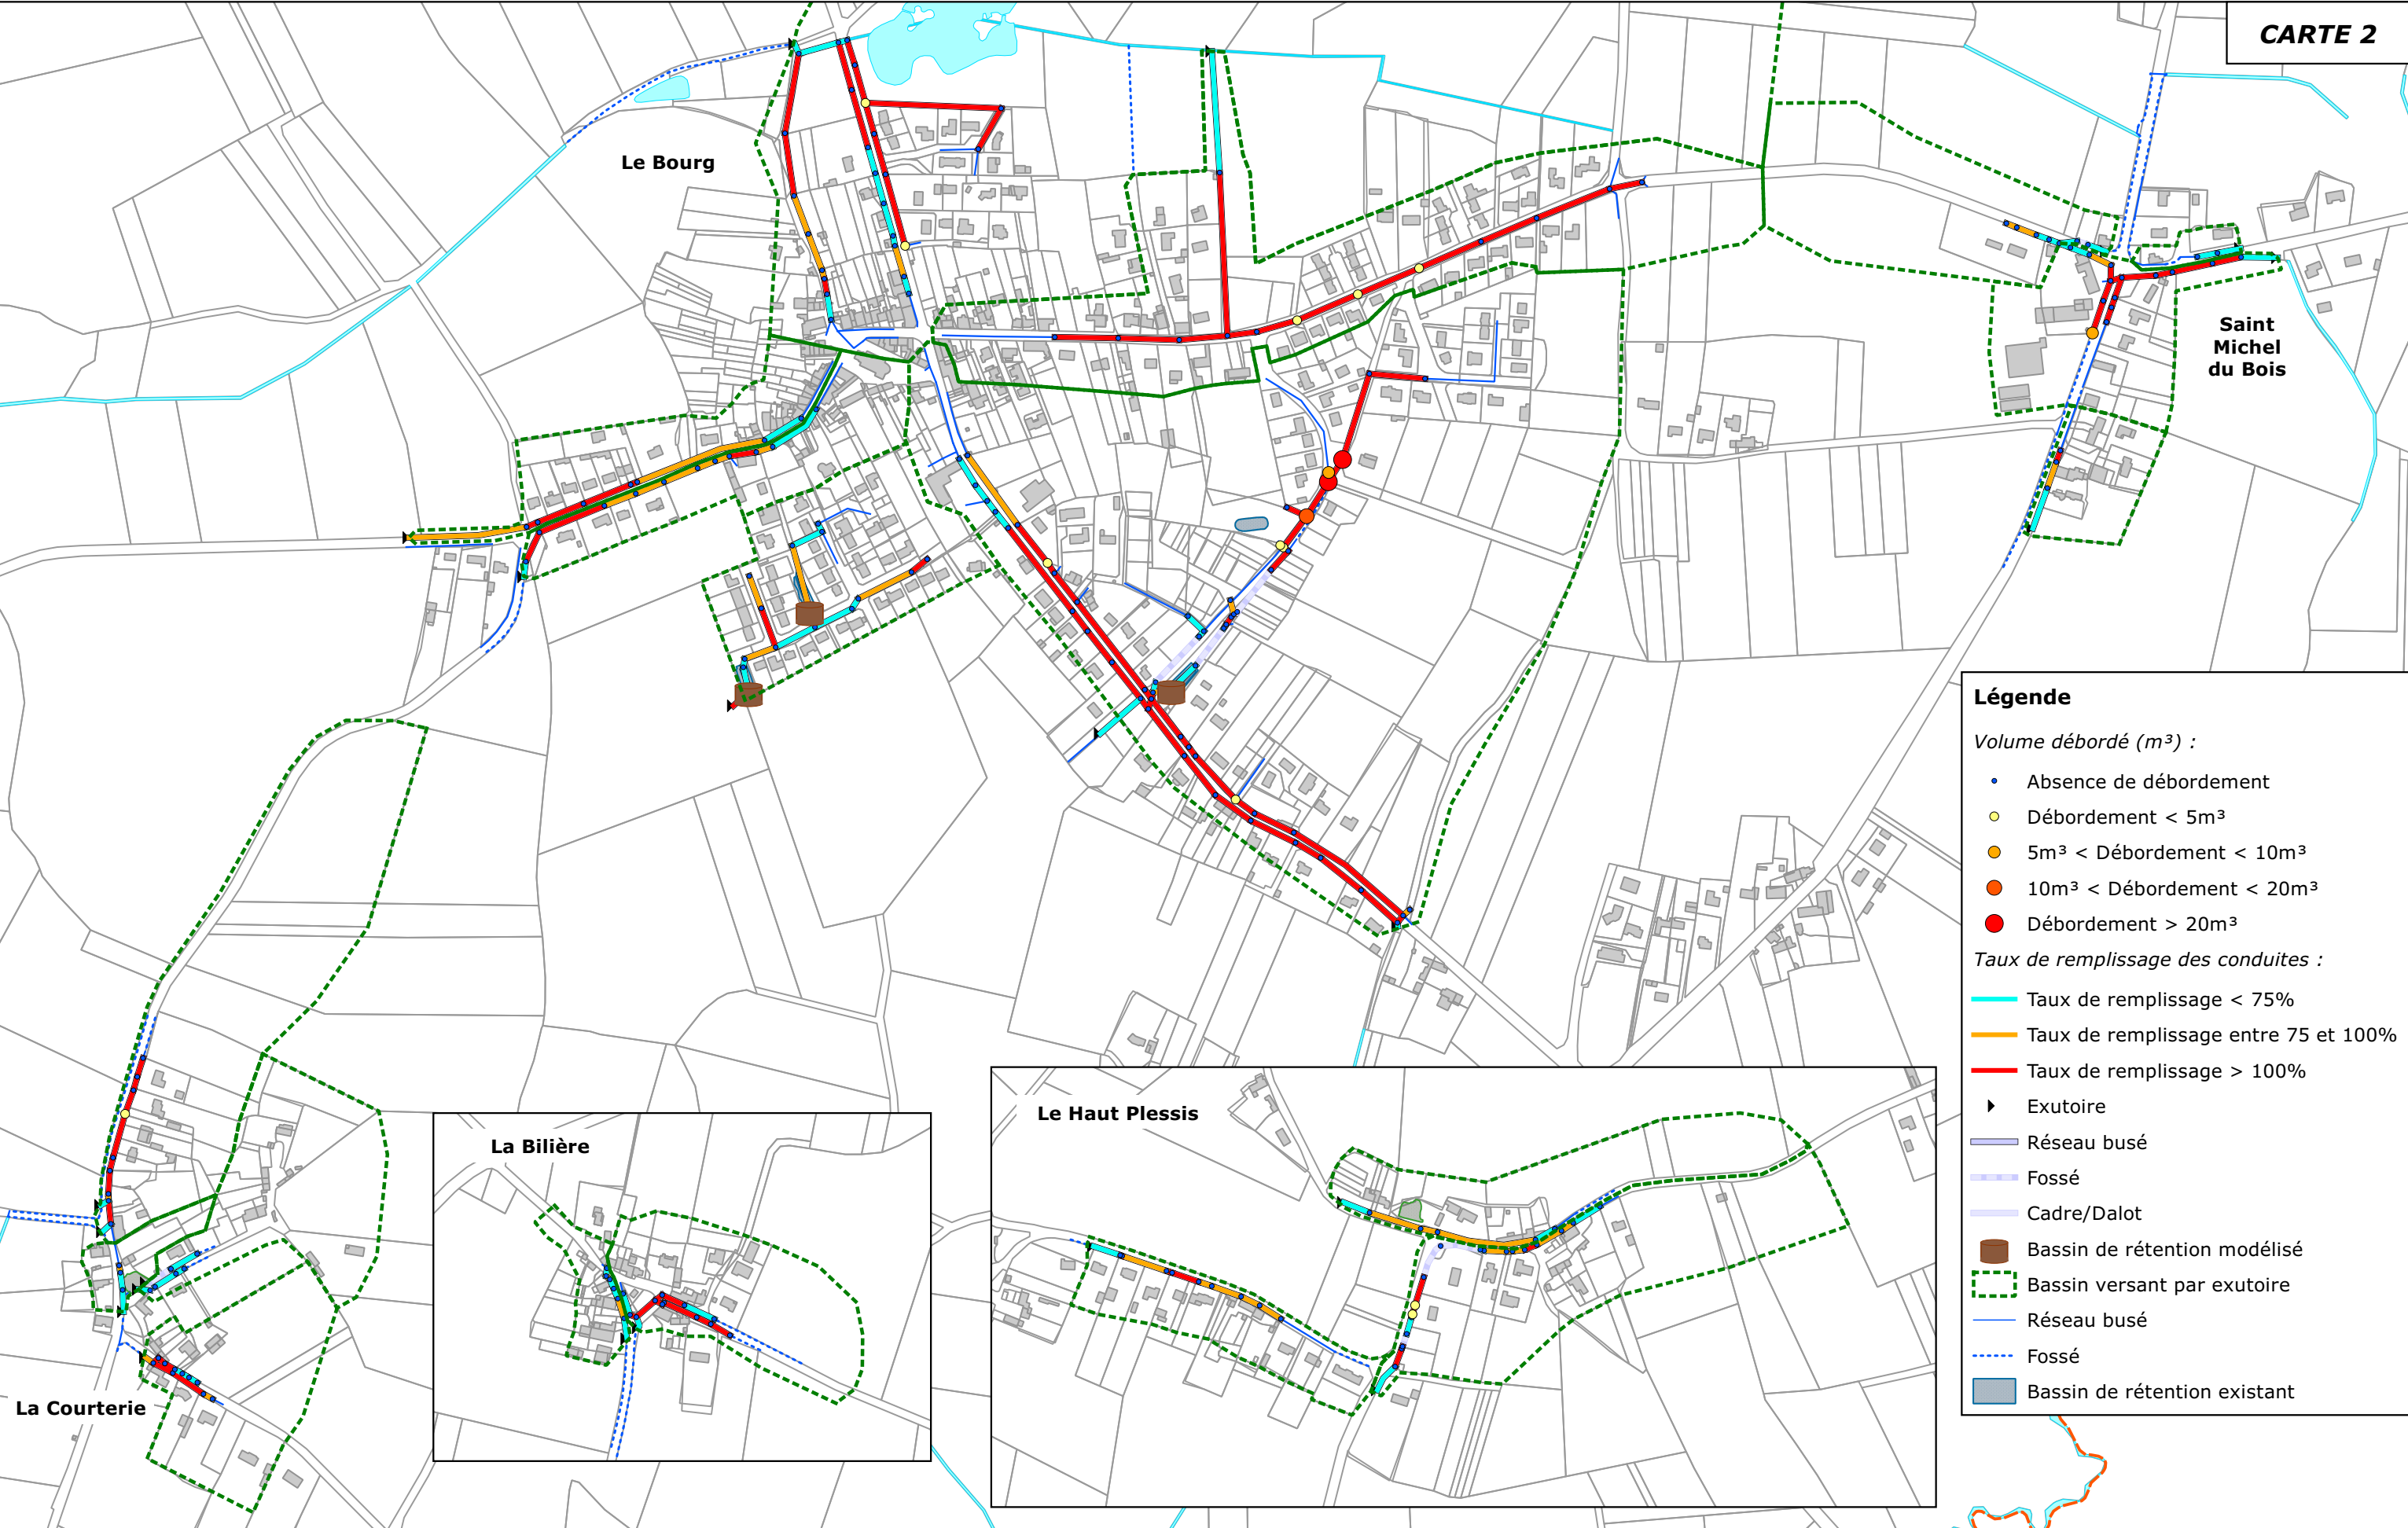 CARTE 2
Le Bourg
Saint
Michel
du Bois
Légende
Volume débordé (m³) :
Absence de débordement
Débordement < 5m³
5m³ < Débordement < 10m³
10m³ < Débordement < 20m³
Débordement > 20m³
Taux de remplissage des conduites :
Taux de remplissage < 75%
Taux de remplissage entre 75 et 100%
Taux de remplissage > 100%
Exutoire
Réseau busé
Fossé
Cadre/Dalot
Bassin de rétention modélisé
Bassin versant par exutoire
Réseau busé
Fossé
Bassin de rétention existant
Le Haut Plessis
La Bilière
La Courterie